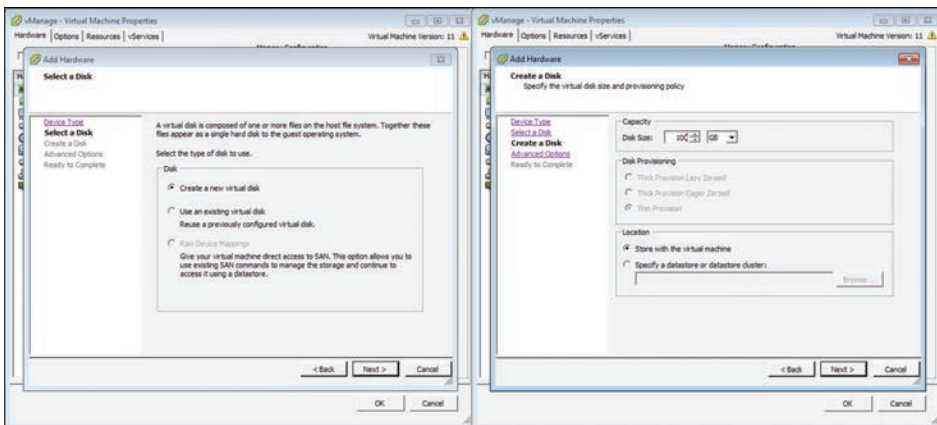 vManage - Virtual Machine Properties
Hardware | Options | Resources | vServices |
Virtual Machine Version: 11
Add Hardware
Select a Disk
Device Type
Select a Disk
Create a Disk
Advanced Options
Ready to Complete
A virtual disk is composed of one or more files on the host file system. Together these
files appear as a single hard disk to the guest operating system.
Select the type of disk to use.
Disk
Create a new virtual disk
Use an existing virtual disk
Reuse a previously configured virtual disk.
Raw Device Mappings
Give your virtual machine direct access to SAN. This option allows you to
use existing SAN commands to manage the storage and continue to
access it using a datastore.
< Back
Next >
Cancel
OK
Cancel
vManage - Virtual Machine Properties
Hardware | Options | Resources | vServices |
Virtual Machine Version: 11
Add Hardware
Create a Disk
Specify the virtual disk size and provisioning policy
Device Type
Select a Disk
Create a Disk
Advanced Options
Ready to Complete
Capacity
Disk Size: GB
Disk Provisioning
Thick Provision Lazy Zeroed
Thick Provision Eager Zeroed
Thin Provision
Location
Store with the virtual machine
Specify a datastore or datastore cluster:
Browse...
< Back
Next >
Cancel
OK
Cancel